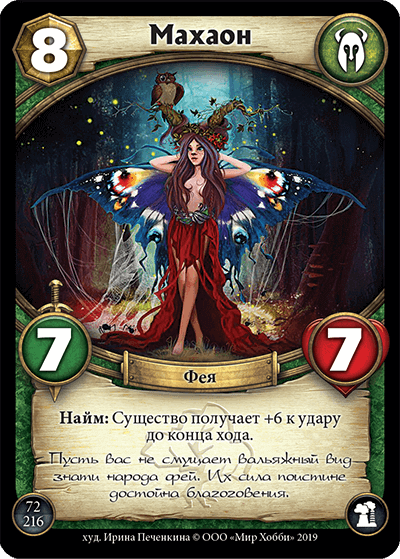 8
Махаон
7
7
Фея
Найм: Существо получает +6 к удару
до конца хода.
Пусть вас не смущает вальяжный вид
знати народа фей. Их сила поистине
достойна благоговения.
72
216
худ. Ирина Печенкина © ООО «Мир Хобби» 2019